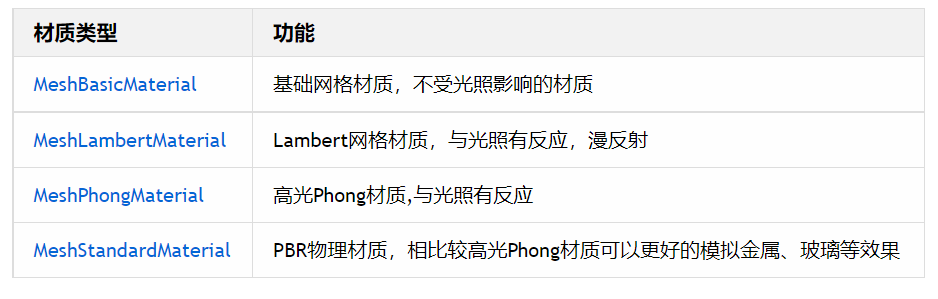 材质类型 功能
MeshBasicMaterial 基础网格材质，不受光照影响的材质
MeshLambertMaterial Lambert网格材质，与光照有反应，漫反射
MeshPhongMaterial 高光Phong材质,与光照有反应
MeshStandardMaterial PBR物理材质，相比较高光Phong材质可以更好的模拟金属、玻璃等效果